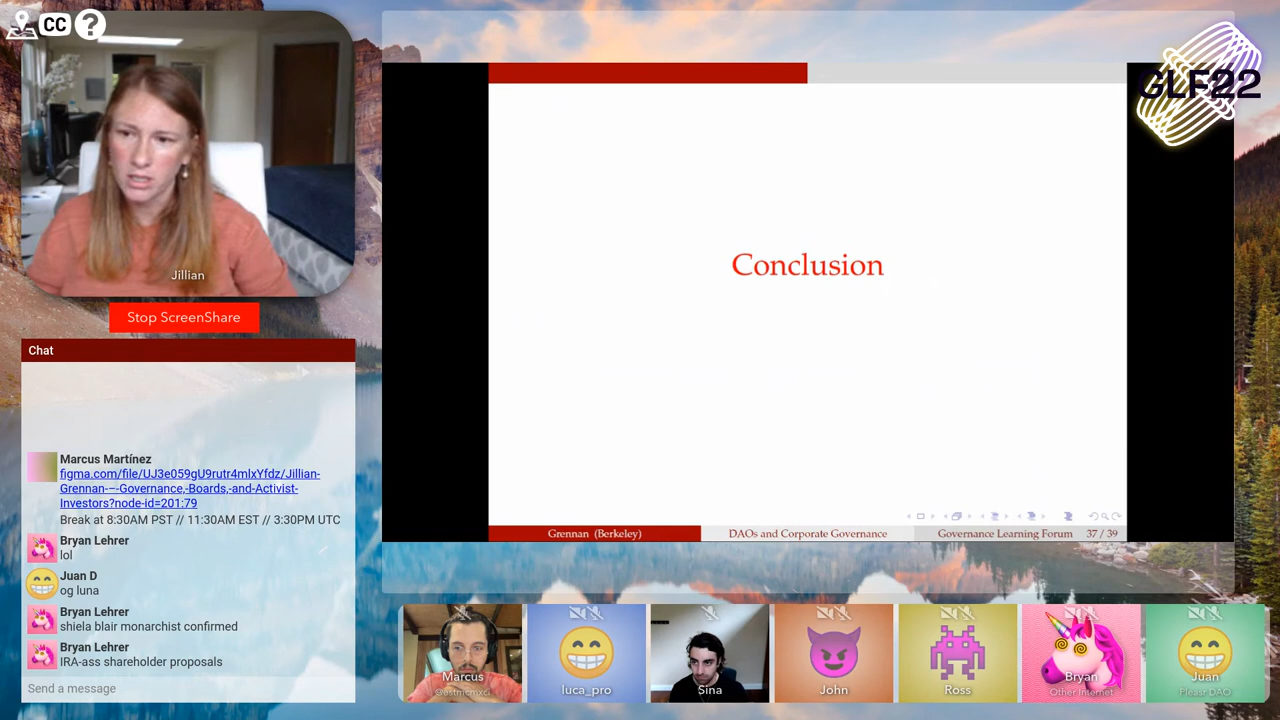 CC ?
GLF22
Jillian
Stop ScreenShare
Conclusion
Grennan (Berkeley) DAOs and Corporate Governance Governance Learning Forum 37 / 39
Chat
Marcus Martínez
figma.com/file/UJ3e059gU9rutr4mlxYfdz/Jillian-
Grennan-–-Governance,-Boards,-and-Activist-
Investors?node-id=201:79
Break at 8:30AM PST // 11:30AM EST // 3:30PM UTC
Bryan Lehrer
lol
Juan D
og luna
Bryan Lehrer
shiela blair monarchist confirmed
Bryan Lehrer
IRA-ass shareholder proposals
Send a message
Marcus
luca_pro
Sina
John
Ross
Bryan
Other Internet
Juan
Pleasr DAO